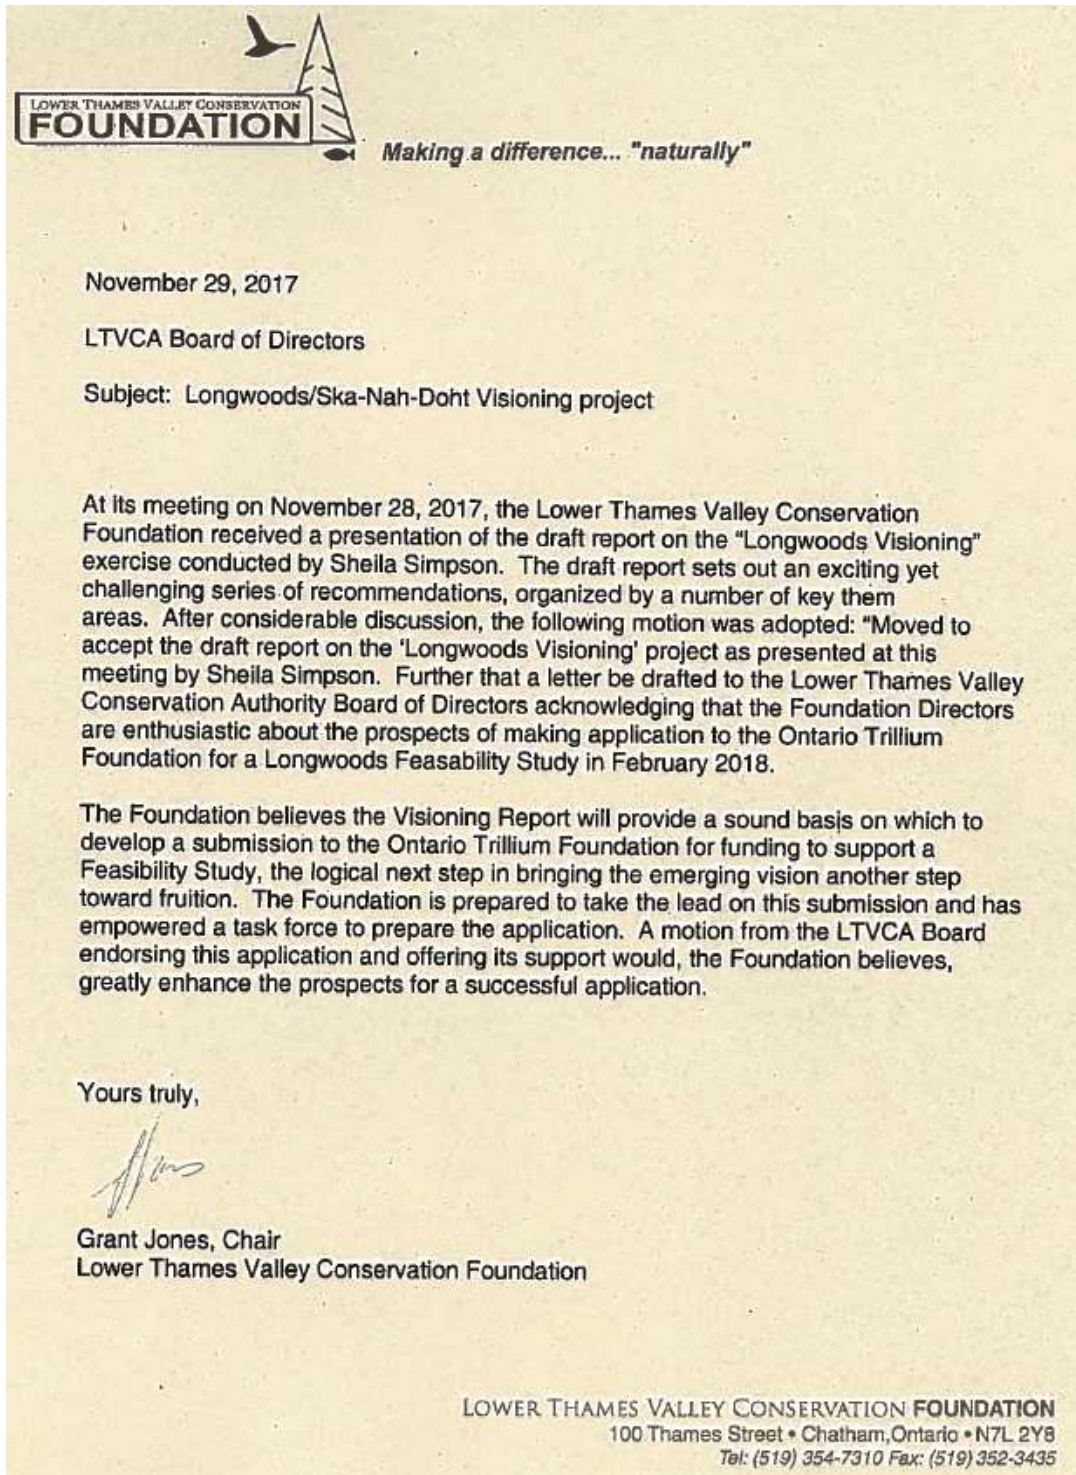 LOWER THAMES VALLEY CONSERVATION
FOUNDATION
Making a difference... "naturally"
November 29, 2017
LTVCA Board of Directors
Subject: Longwoods/Ska-Nah-Doht Visioning project
At its meeting on November 28, 2017, the Lower Thames Valley Conservation
Foundation received a presentation of the draft report on the “Longwoods Visioning”
exercise conducted by Sheila Simpson. The draft report sets out an exciting yet
challenging series of recommendations, organized by a number of key them
areas. After considerable discussion, the following motion was adopted: “Moved to
accept the draft report on the ‘Longwoods Visioning’ project as presented at this
meeting by Sheila Simpson. Further that a letter be drafted to the Lower Thames Valley
Conservation Authority Board of Directors acknowledging that the Foundation Directors
are enthusiastic about the prospects of making application to the Ontario Trillium
Foundation for a Longwoods Feasability Study in February 2018.
The Foundation believes the Visioning Report will provide a sound basis on which to
develop a submission to the Ontario Trillium Foundation for funding to support a
Feasibility Study, the logical next step in bringing the emerging vision another step
toward fruition. The Foundation is prepared to take the lead on this submission and has
empowered a task force to prepare the application. A motion from the LTVCA Board
endorsing this application and offering its support would, the Foundation believes,
greatly enhance the prospects for a successful application.
Yours truly,
Grant Jones, Chair
Lower Thames Valley Conservation Foundation
LOWER THAMES VALLEY CONSERVATION FOUNDATION
100 Thames Street • Chatham, Ontario • N7L 2Y8
Tel: (519) 354-7310 Fax: (519) 352-3435